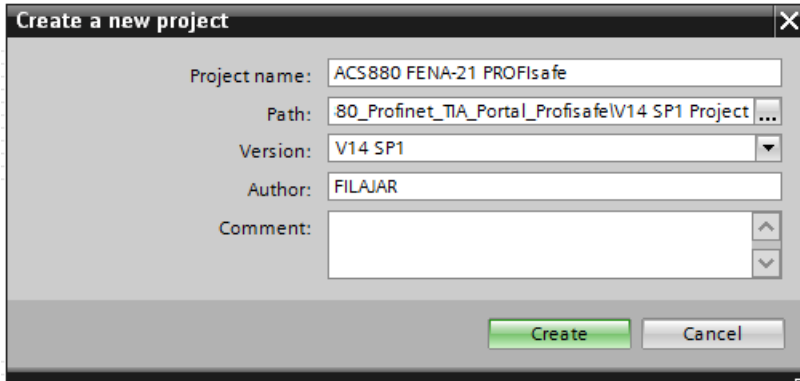 Create a new project
Project name: ACS880 FENA-21 PROFIsafe
Path: 80_Profinet_TIA_Portal_Profisafe\V14 SP1 Project ...
Version: V14 SP1
Author: FILAJAR
Comment:
Create Cancel